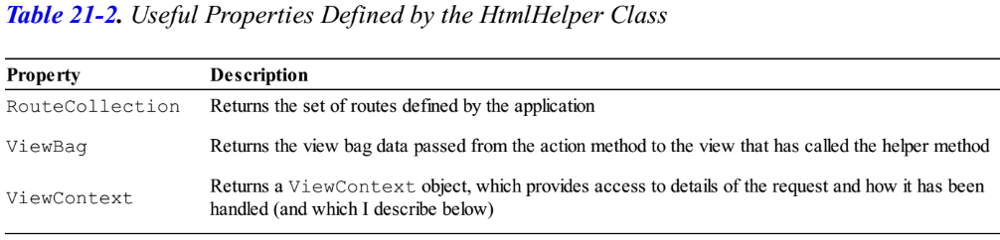 Table 21-2. Useful Properties Defined by the HtmlHelper Class
Property Description
RouteCollection Returns the set of routes defined by the application
ViewBag Returns the view bag data passed from the action method to the view that has called the helper method
ViewContext Returns a ViewContext object, which provides access to details of the request and how it has been
handled (and which I describe below)